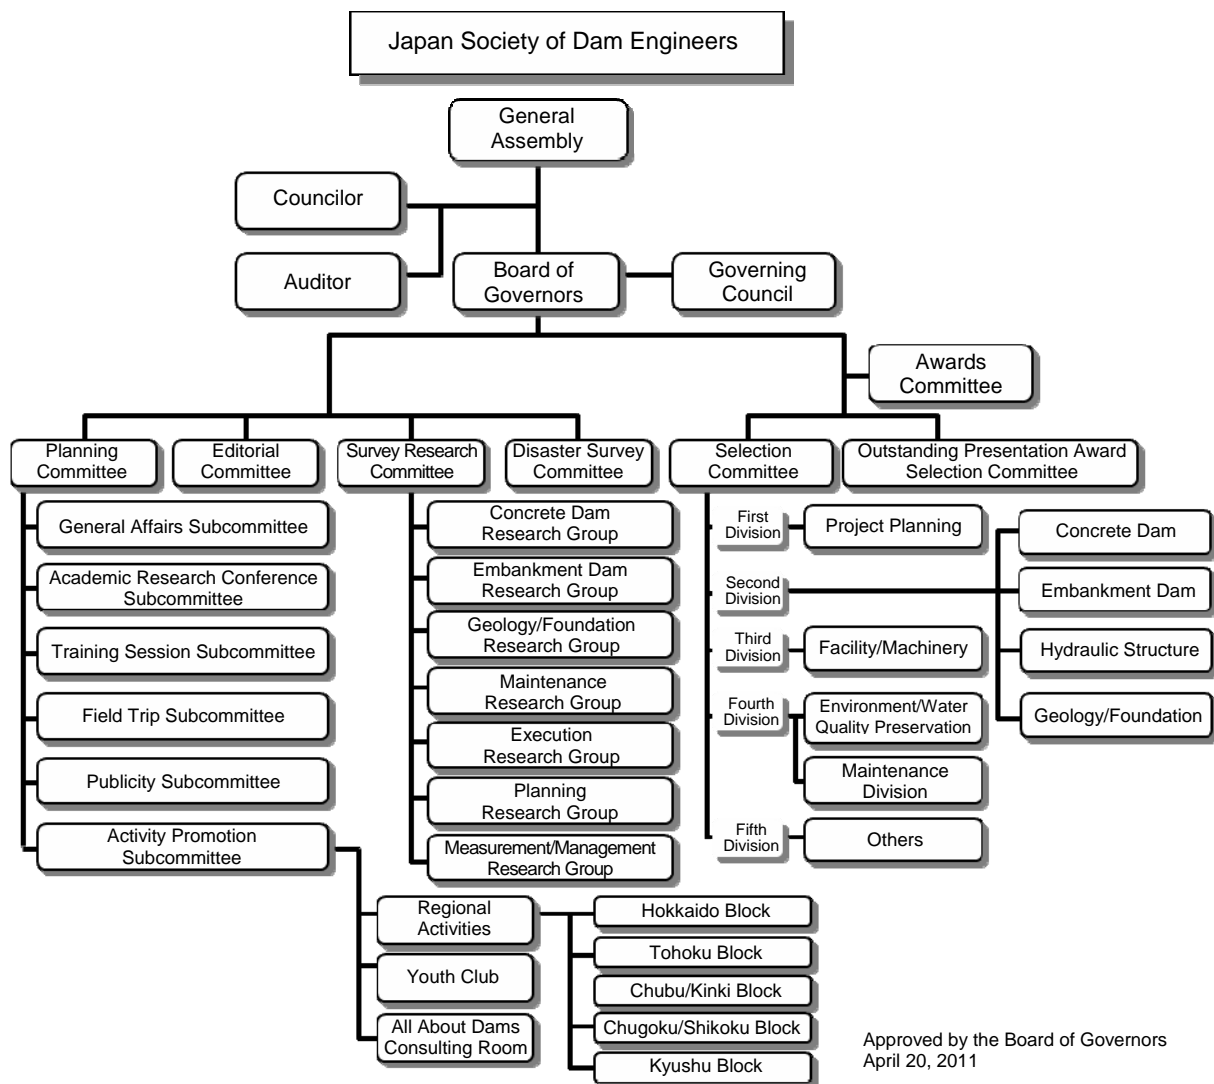 Japan Society of Dam Engineers
General
Assembly
Councilor
Auditor
Board of
Governors
Governing
Council
Awards
Committee
Planning
Committee
Editorial
Committee
Survey Research
Committee
Disaster Survey
Committee
Selection
Committee
Outstanding Presentation Award
Selection Committee
General Affairs Subcommittee
Academic Research Conference
Subcommittee
Training Session Subcommittee
Field Trip Subcommittee
Publicity Subcommittee
Activity Promotion
Subcommittee
Concrete Dam
Research Group
Embankment Dam
Research Group
Geology/Foundation
Research Group
Maintenance
Research Group
Execution
Research Group
Planning
Research Group
Measurement/Management
Research Group
First
Division
Project Planning
Second
Division
Concrete Dam
Embankment Dam
Hydraulic Structure
Geology/Foundation
Third
Division
Facility/Machinery
Fourth
Division
Environment/Water
Quality Preservation
Maintenance
Division
Fifth
Division
Others
Regional
Activities
Youth Club
All About Dams
Consulting Room
Hokkaido Block
Tohoku Block
Chubu/Kinki Block
Chugoku/Shikoku Block
Kyushu Block
Approved by the Board of Governors
April 20, 2011